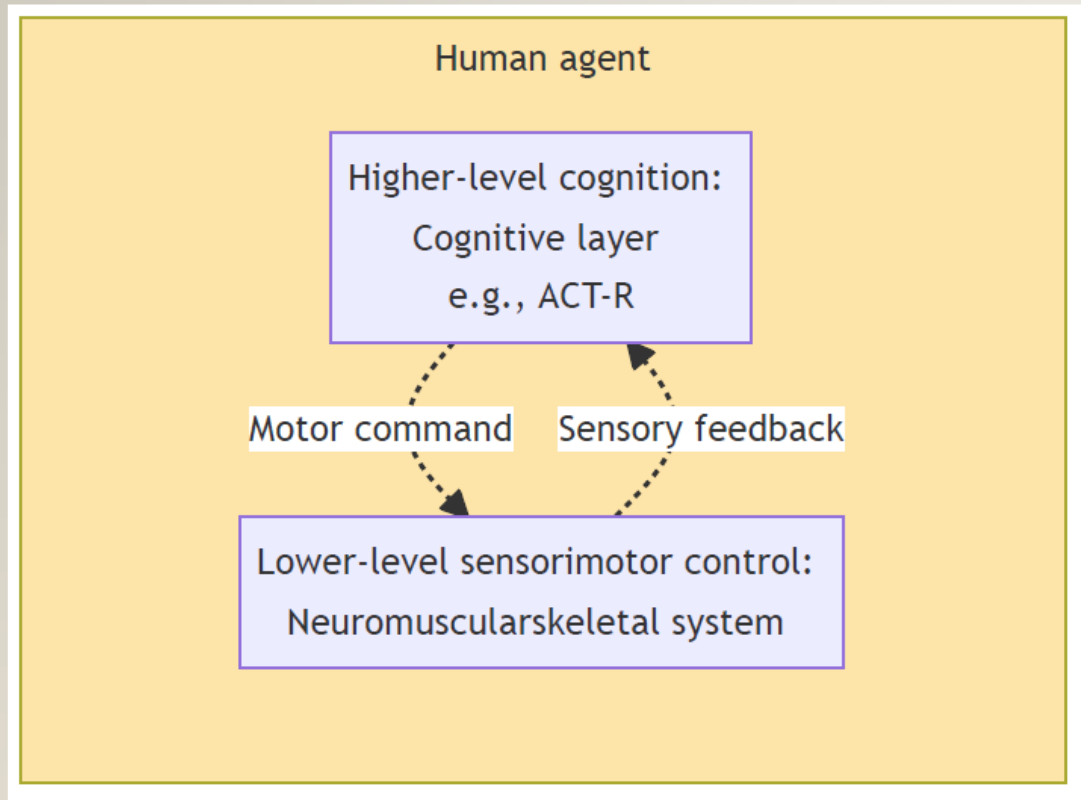 Human agent
Higher-level cognition:
Cognitive layer
e.g., ACT-R
Motor command
Sensory feedback
Lower-level sensorimotor control:
Neuromuscularskeletal system